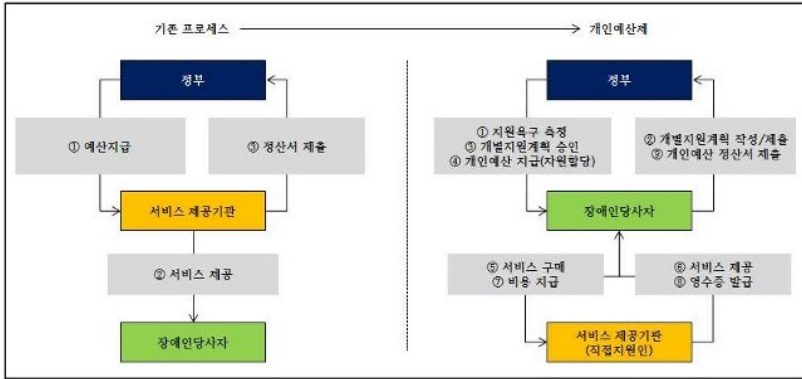 기존 프로세스
개인예산제
정부
① 예산지급
③ 정산서 제출
서비스 제공기관
② 서비스 제공
장애인당사자
정부
① 지원욕구 측정
③ 개별지원계획 승인
④ 개인예산 지급(자원할당)
② 개별지원계획 작성/제출
⑨ 개인예산 정산서 제출
장애인당사자
⑤ 서비스 구매
⑦ 비용 지급
⑥ 서비스 제공
⑧ 영수증 발급
서비스 제공기관
(직접지원인)